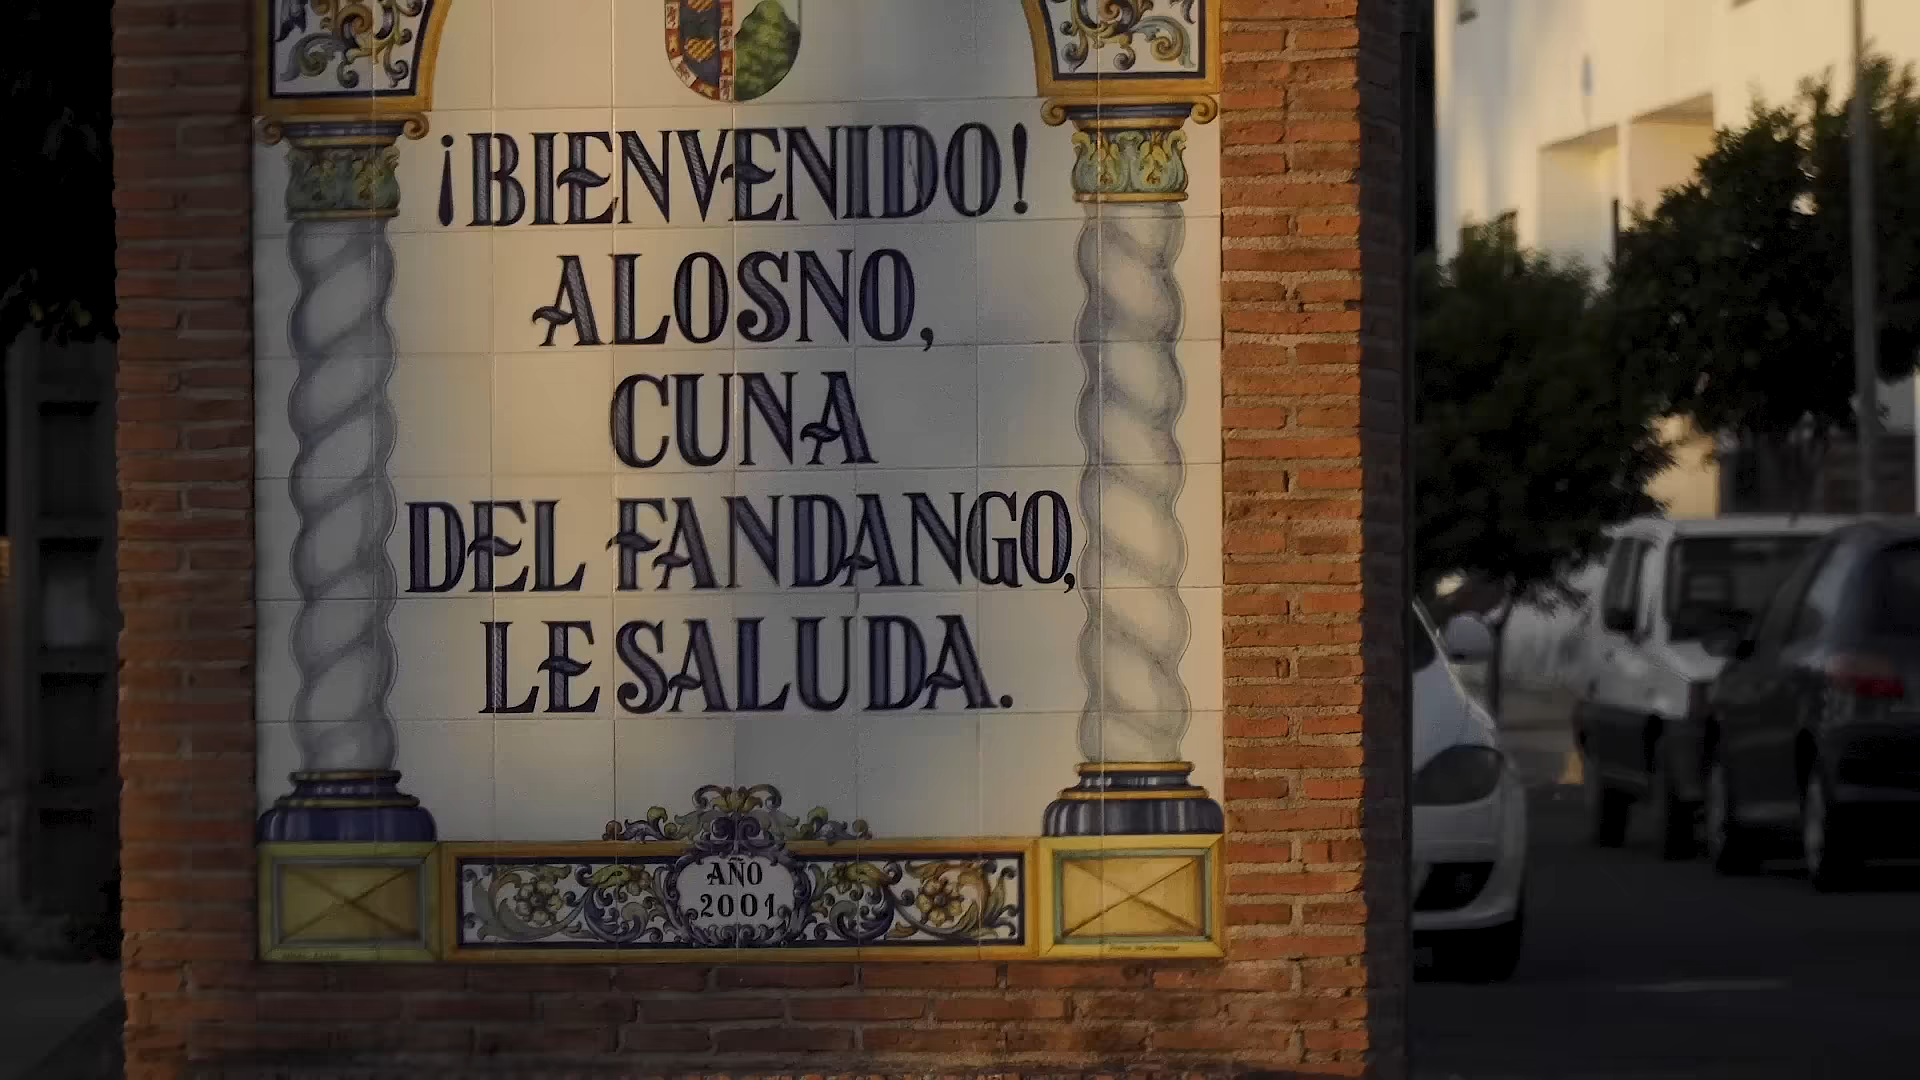 ¡BIENVENIDO!
ALOSNO,
CUNA
DEL FANDANGO,
LE SALUDA.
AÑO
2001